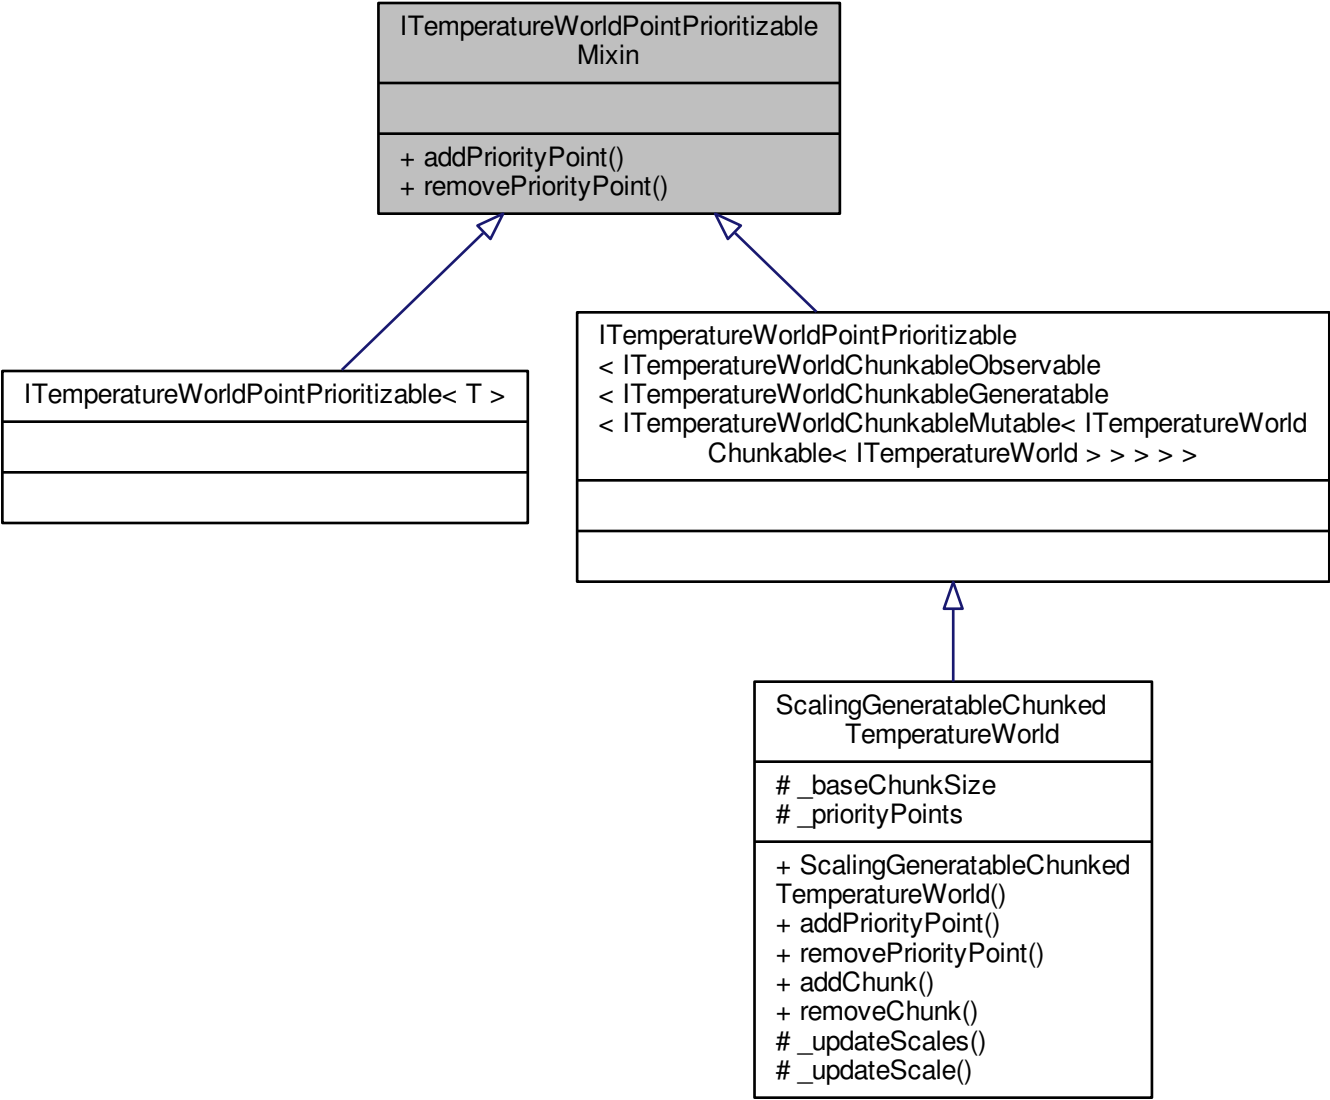 ITemperatureWorldPointPrioritizable
Mixin
+ addPriorityPoint()
+ removePriorityPoint()
ITemperatureWorldPointPrioritizable< T >
ITemperatureWorldPointPrioritizable
< ITemperatureWorldChunkableObservable
< ITemperatureWorldChunkableGeneratable
< ITemperatureWorldChunkableMutable< ITemperatureWorld
Chunkable< ITemperatureWorld > > > > >
ScalingGeneratableChunked
TemperatureWorld
# _baseChunkSize
# _priorityPoints
+ ScalingGeneratableChunked
TemperatureWorld()
+ addPriorityPoint()
+ removePriorityPoint()
+ addChunk()
+ removeChunk()
# _updateScales()
# _updateScale()